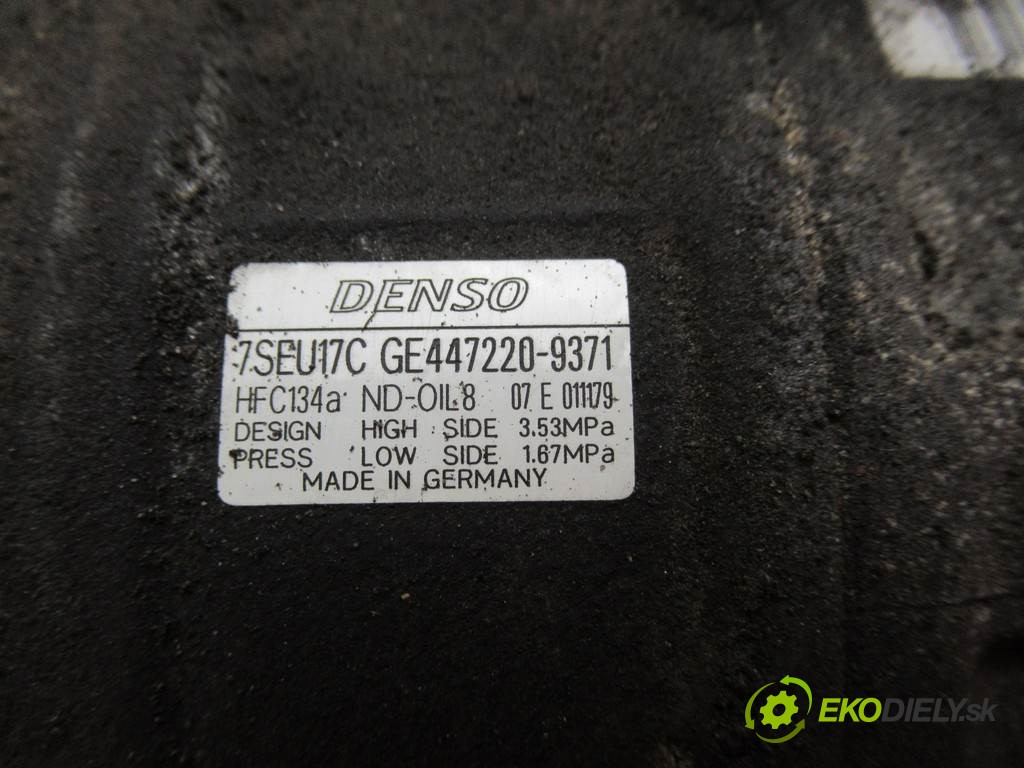 DENSO
7SEU17C GE447220-9371
HFC134a ND-OIL8 07 E 011179
DESIGN HIGH SIDE 3.53MPa
PRESS LOW SIDE 1.67MPa
MADE IN GERMANY
EKODIELY.sk